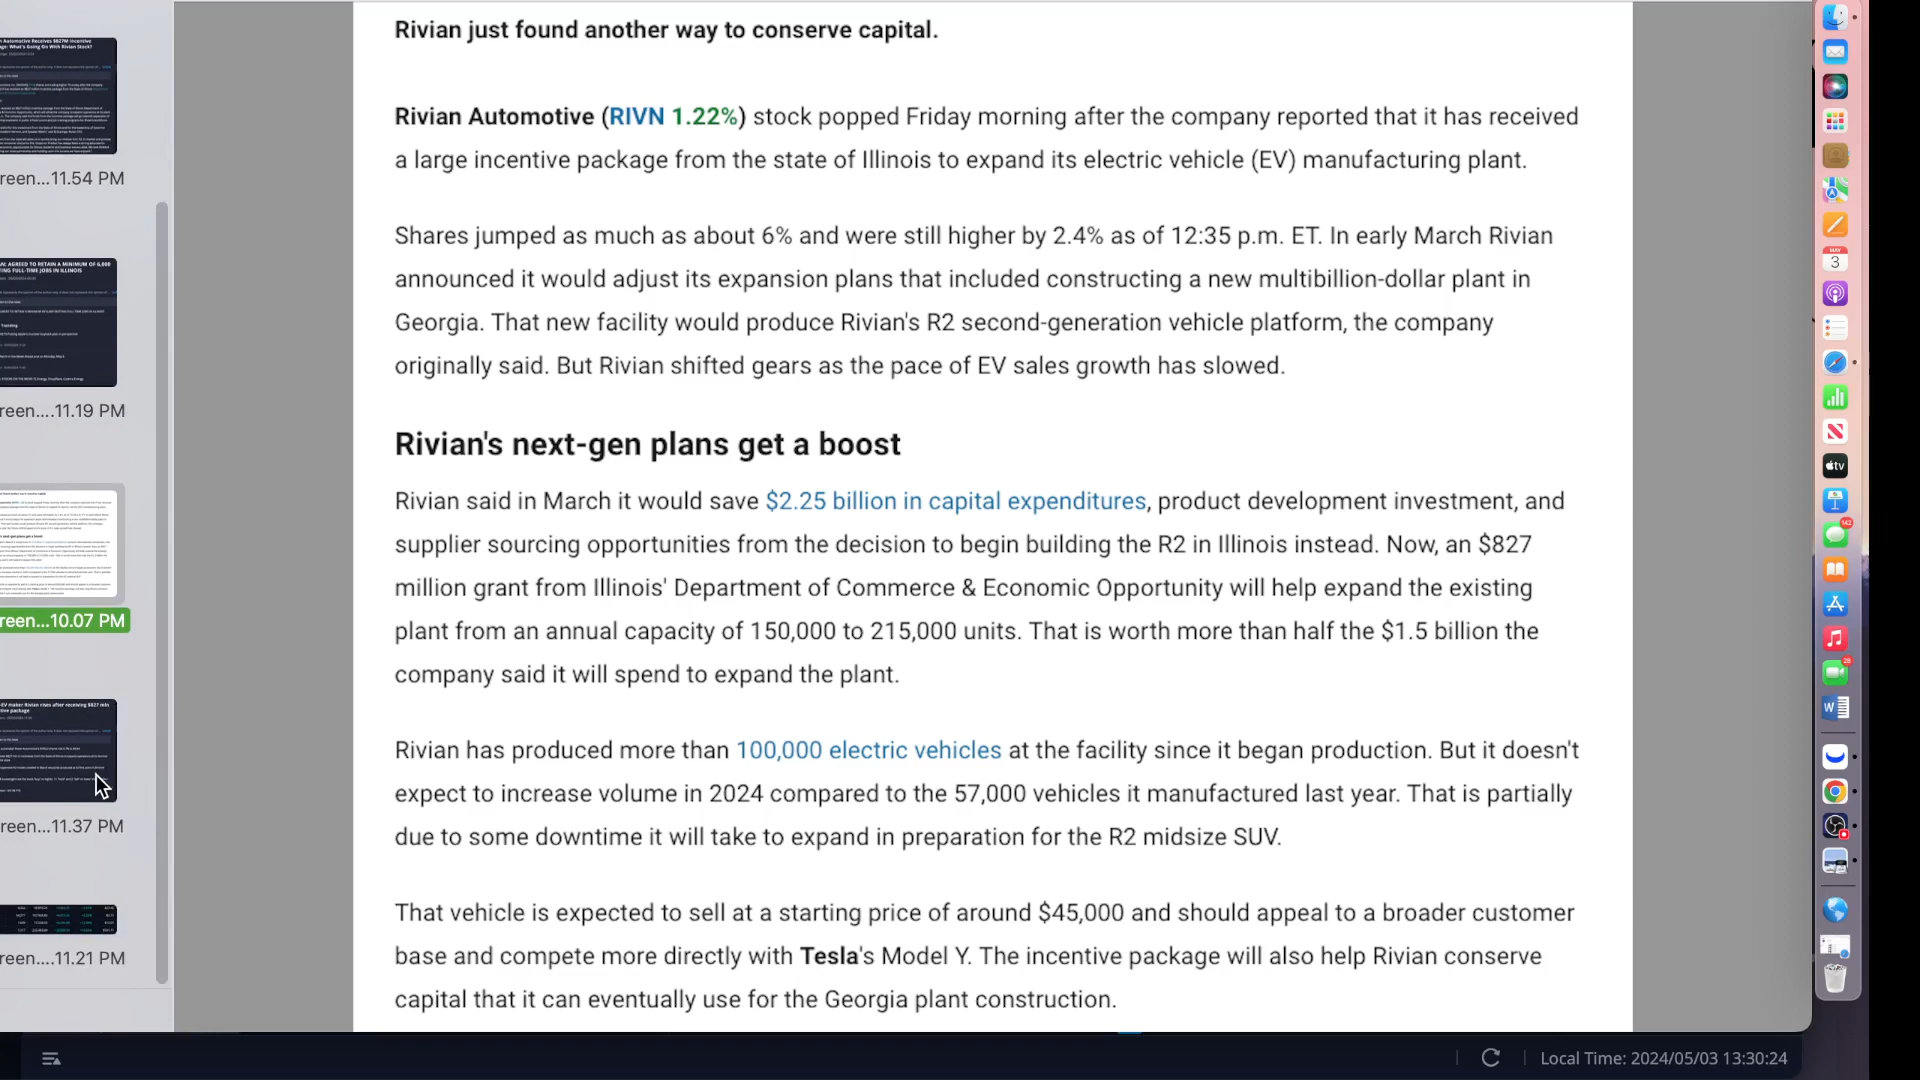 Rivian just found another way to conserve capital.
Rivian Automotive (RIVN 1.22%) stock popped Friday morning after the company reported that it has received
a large incentive package from the state of Illinois to expand its electric vehicle (EV) manufacturing plant.
Shares jumped as much as about 6% and were still higher by 2.4% as of 12:35 p.m. ET. In early March Rivian
announced it would adjust its expansion plans that included constructing a new multibillion-dollar plant in
Georgia. That new facility would produce Rivian's R2 second-generation vehicle platform, the company
originally said. But Rivian shifted gears as the pace of EV sales growth has slowed.
Rivian's next-gen plans get a boost
Rivian said in March it would save $2.25 billion in capital expenditures, product development investment, and
supplier sourcing opportunities from the decision to begin building the R2 in Illinois instead. Now, an $827
million grant from Illinois' Department of Commerce & Economic Opportunity will help expand the existing
plant from an annual capacity of 150,000 to 215,000 units. That is worth more than half the $1.5 billion the
company said it will spend to expand the plant.
Rivian has produced more than 100,000 electric vehicles at the facility since it began production. But it doesn't
expect to increase volume in 2024 compared to the 57,000 vehicles it manufactured last year. That is partially
due to some downtime it will take to expand in preparation for the R2 midsize SUV.
That vehicle is expected to sell at a starting price of around $45,000 and should appeal to a broader customer
base and compete more directly with Tesla's Model Y. The incentive package will also help Rivian conserve
capital that it can eventually use for the Georgia plant construction.
reen...11.54 PM
reen....11.19 PM
reen...10.07 PM
reen...11.37 PM
reen....11.21 PM
MAY
3
tv
142
28
W
Local Time: 2024/05/03 13:30:24